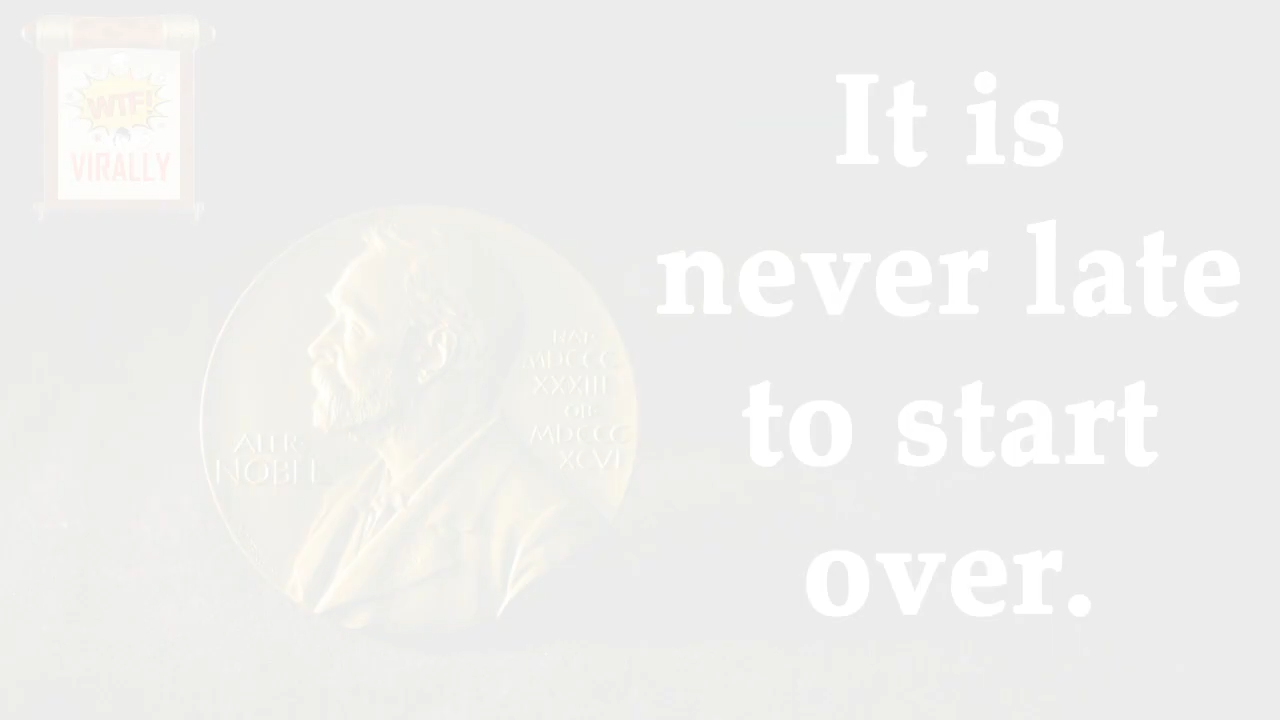 WTF!
VIRALLY
It is
never late
to start
over.
NAT.
MDCCC
XXXIII
OB.
MDCCC
XCVI
ALFR.
NOBEL